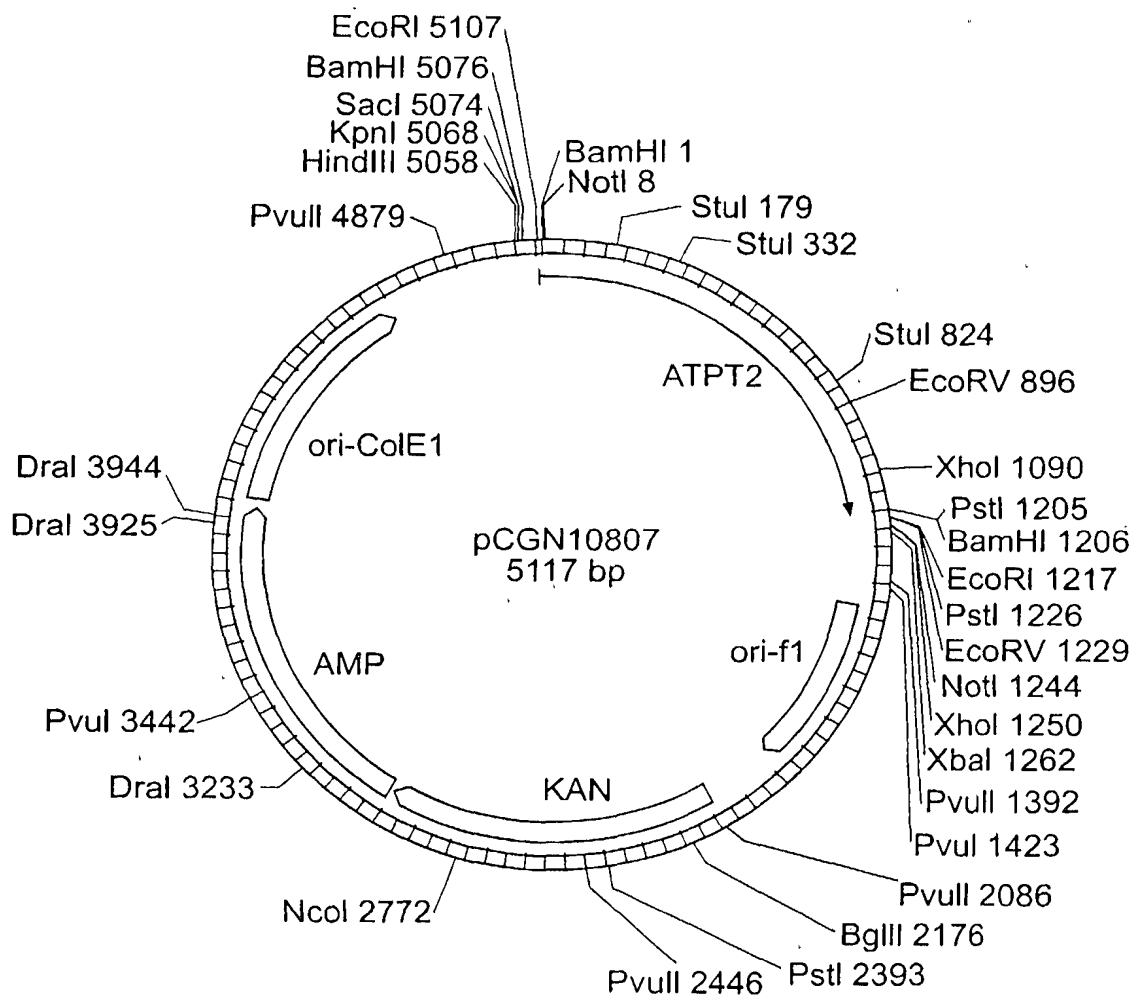 EcoRI 5107
BamHI 5076
SacI 5074
KpnI 5068
HindIII 5058
PvuII 4879
BamHI 1
NotI 8
StuI 179
StuI 332
StuI 824
EcoRV 896
ATPT2
XhoI 1090
PstI 1205
BamHI 1206
EcoRI 1217
PstI 1226
EcoRV 1229
NotI 1244
XhoI 1250
XbaI 1262
PvuII 1392
PvuI 1423
ori-ColE1
DraI 3944
DraI 3925
pCGN10807
5117 bp
ori-f1
AMP
PvuI 3442
DraI 3233
KAN
NcoI 2772
PvuII 2086
BglII 2176
PstI 2393
PvuII 2446